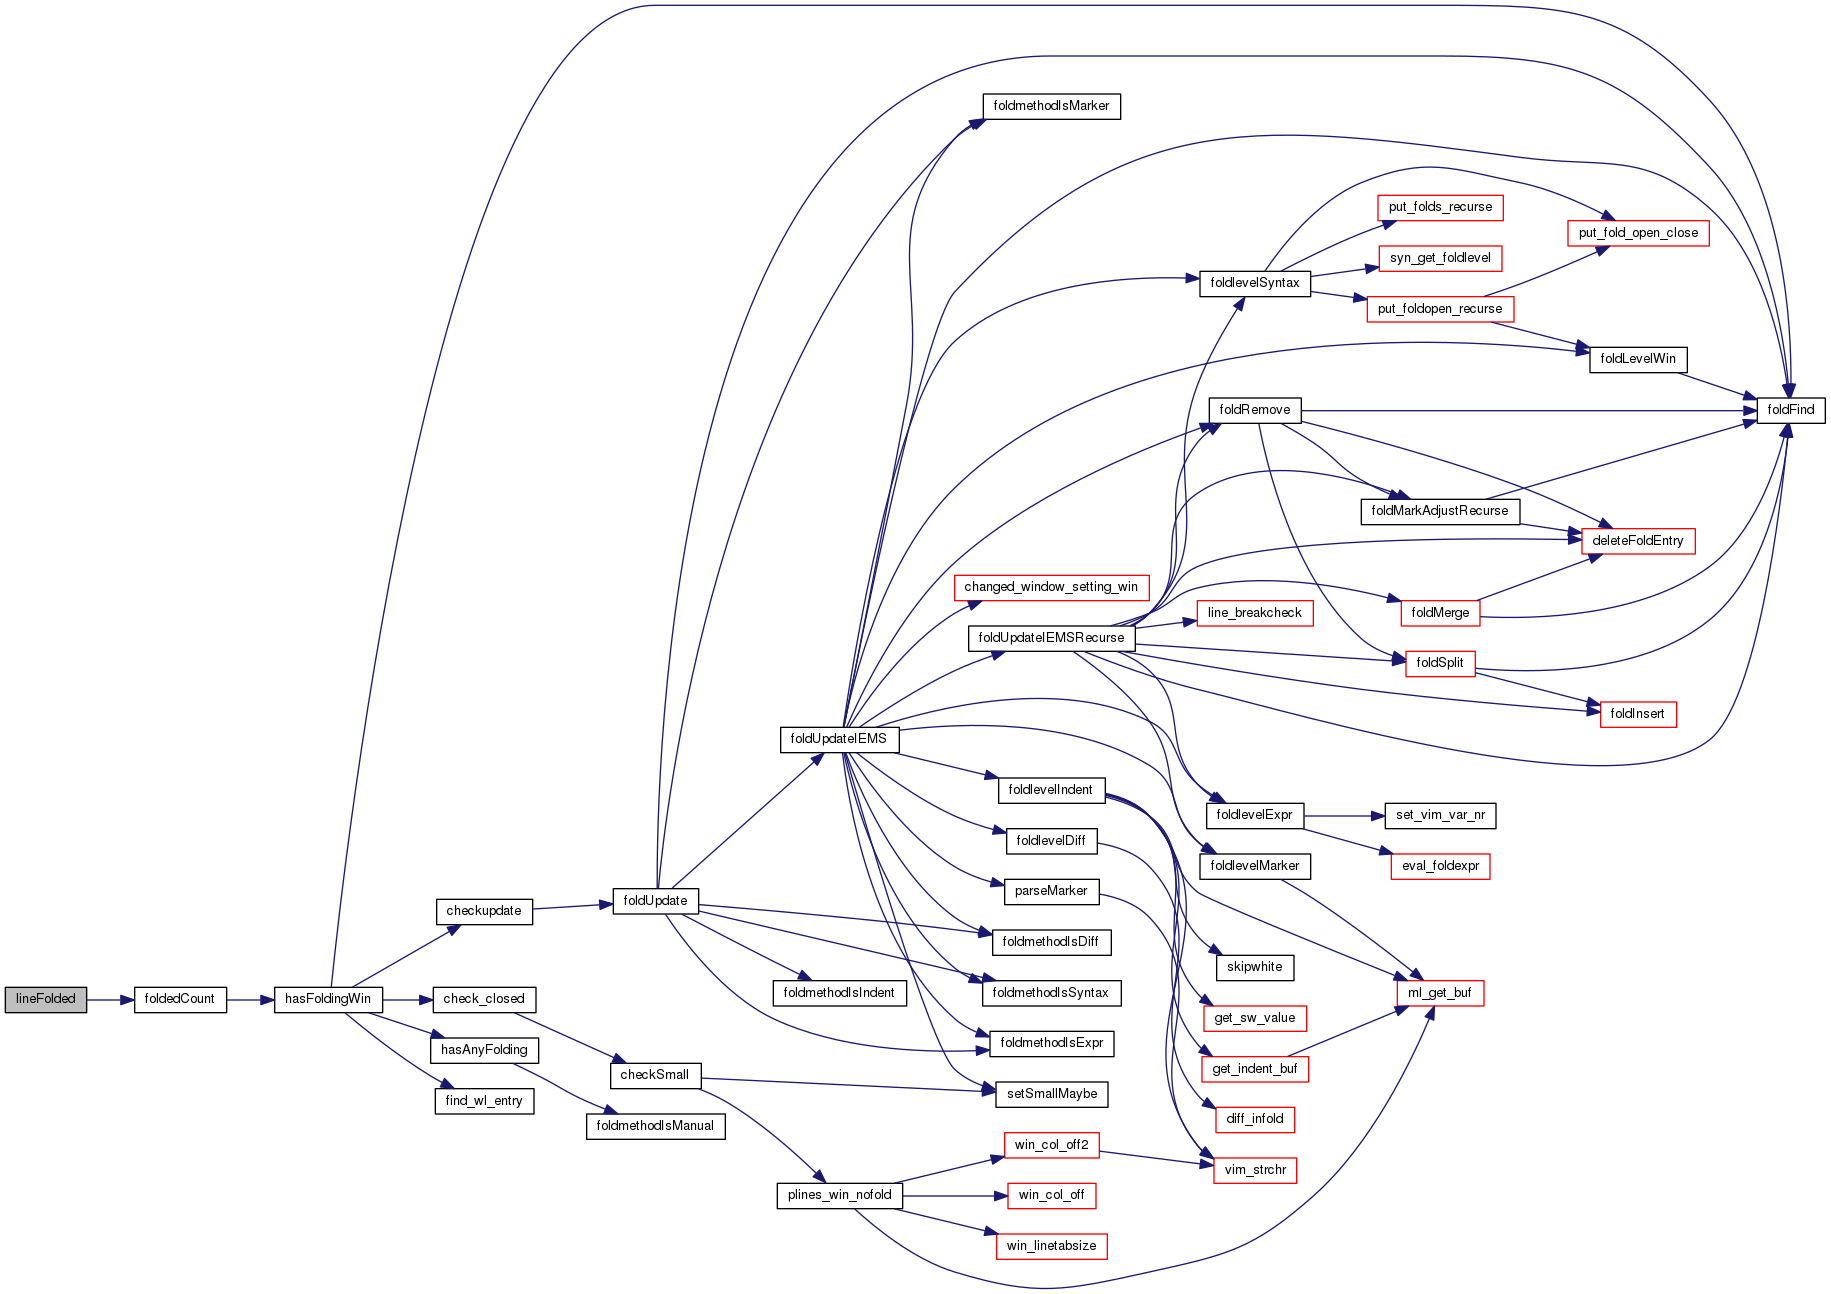 lineFolded
foldedCount
hasFoldingWin
checkupdate
check_closed
hasAnyFolding
find_wl_entry
foldUpdate
checkSmall
foldmethodIsManual
foldUpdateIEMS
foldmethodIsIndent
plines_win_nofold
foldmethodIsMarker
changed_window_setting_win
foldUpdateIEMSRecurse
foldlevelIndent
foldlevelDiff
parseMarker
foldmethodIsDiff
foldmethodIsSyntax
foldmethodIsExpr
setSmallMaybe
win_col_off2
win_col_off
win_linetabsize
foldlevelSyntax
foldRemove
line_breakcheck
foldlevelExpr
foldlevelMarker
skipwhite
get_sw_value
get_indent_buf
diff_infold
vim_strchr
put_folds_recurse
syn_get_foldlevel
put_foldopen_recurse
foldMarkAdjustRecurse
foldMerge
foldSplit
set_vim_var_nr
eval_foldexpr
ml_get_buf
put_fold_open_close
foldLevelWin
deleteFoldEntry
foldInsert
foldFind